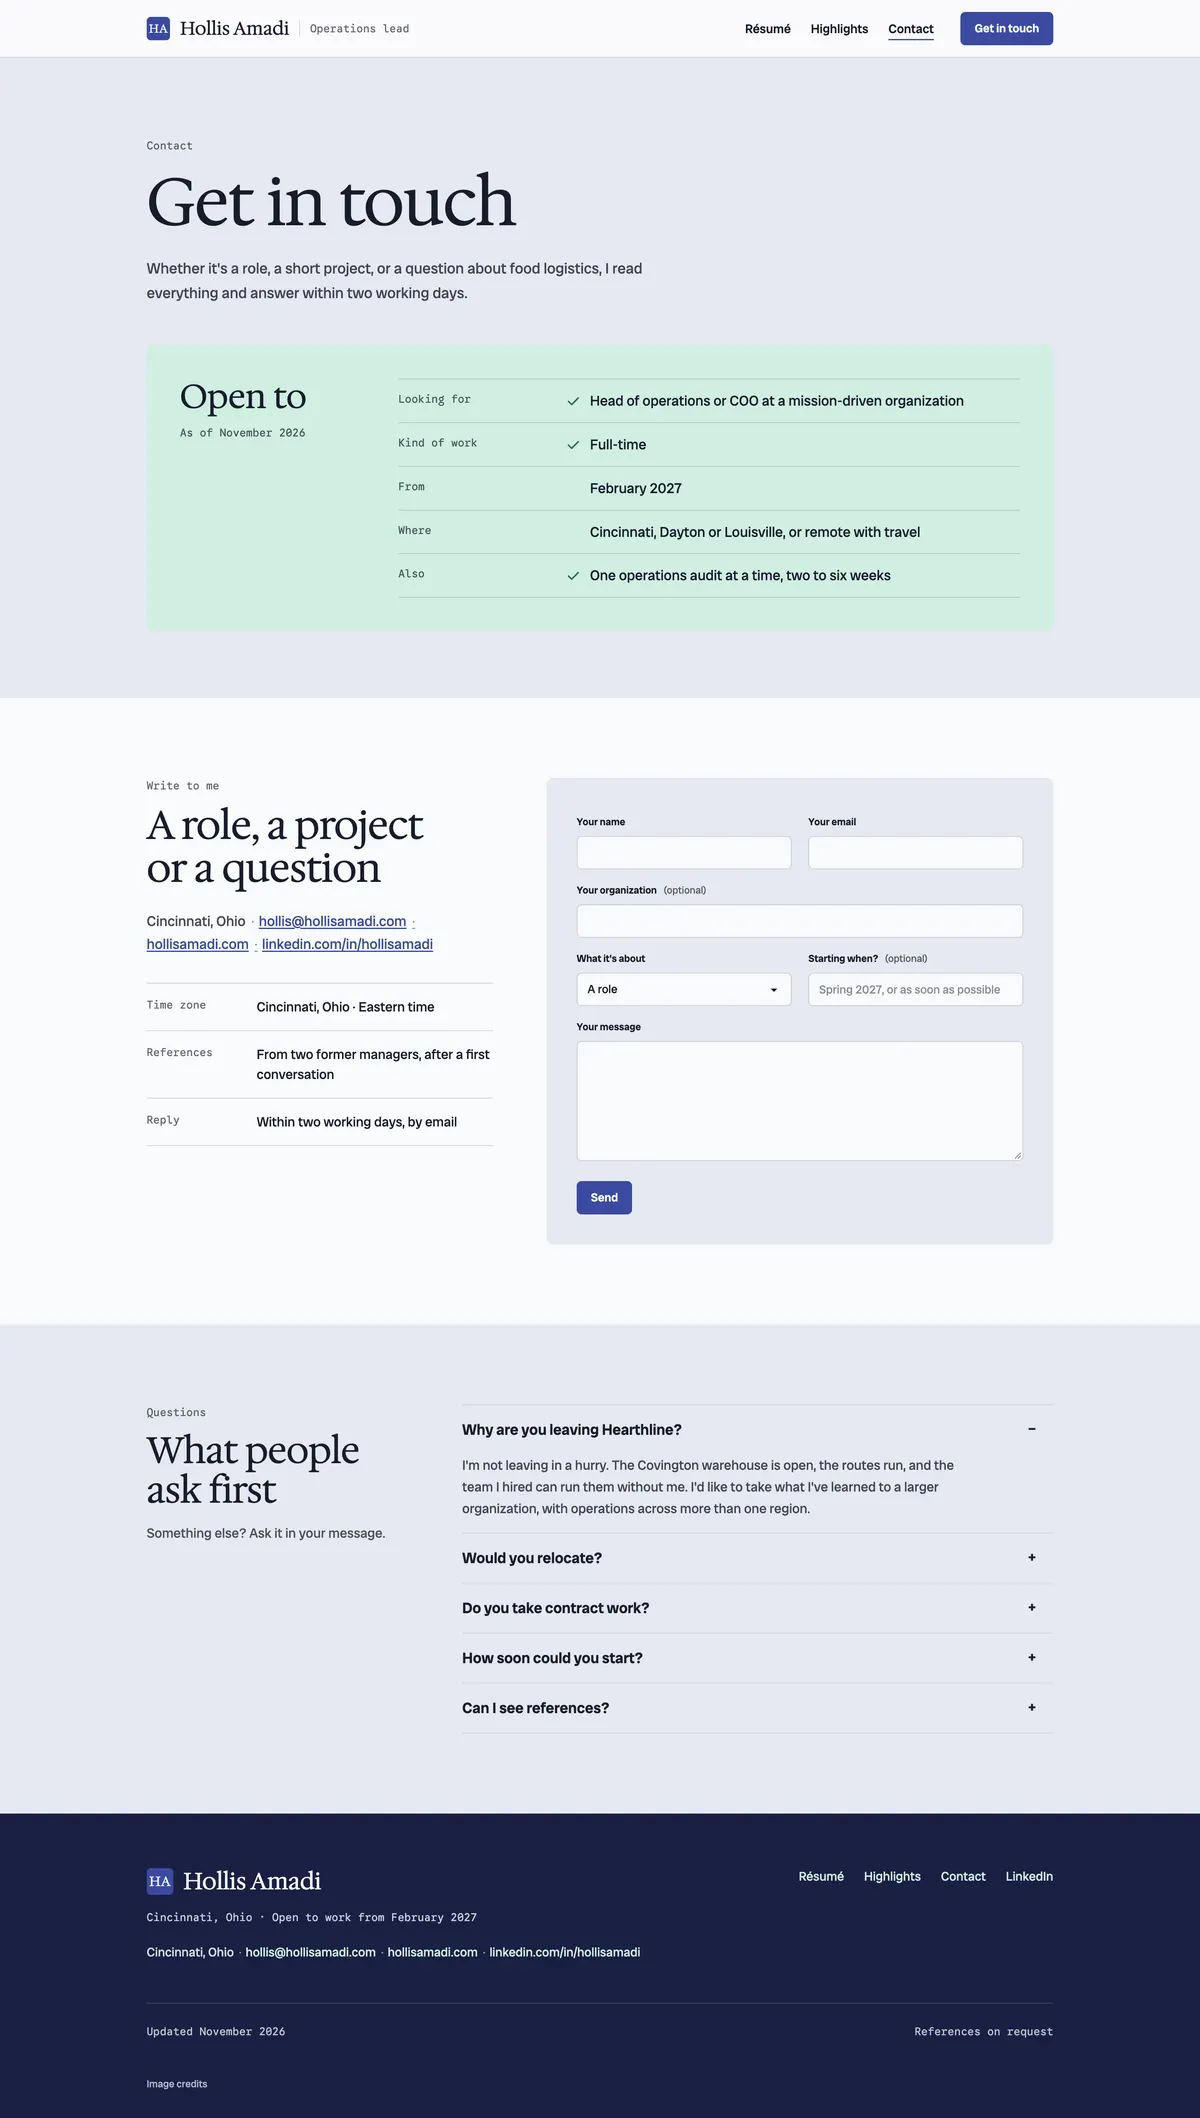 HA Hollis Amadi Operations lead Résumé Highlights Contact Get in touch
Contact
Get in touch
Whether it's a role, a short project, or a question about food logistics, I read
everything and answer within two working days.
Open to
As of November 2026
Looking for ✓ Head of operations or COO at a mission-driven organization
Kind of work ✓ Full-time
From February 2027
Where Cincinnati, Dayton or Louisville, or remote with travel
Also ✓ One operations audit at a time, two to six weeks
Write to me
A role, a project
or a question
Cincinnati, Ohio · hollis@hollisamadi.com ·
hollisamadi.com · linkedin.com/in/hollisamadi
Time zone Cincinnati, Ohio · Eastern time
References From two former managers, after a first
conversation
Reply Within two working days, by email
Your name Your email
Your organization (optional)
What it's about Starting when? (optional)
A role Spring 2027, or as soon as possible
Your message
Send
Questions
What people
ask first
Something else? Ask it in your message.
Why are you leaving Hearthline? −
I'm not leaving in a hurry. The Covington warehouse is open, the routes run, and the
team I hired can run them without me. I'd like to take what I've learned to a larger
organization, with operations across more than one region.
Would you relocate? +
Do you take contract work? +
How soon could you start? +
Can I see references? +
HA Hollis Amadi Résumé Highlights Contact LinkedIn
Cincinnati, Ohio · Open to work from February 2027
Cincinnati, Ohio · hollis@hollisamadi.com · hollisamadi.com · linkedin.com/in/hollisamadi
Updated November 2026 References on request
Image credits